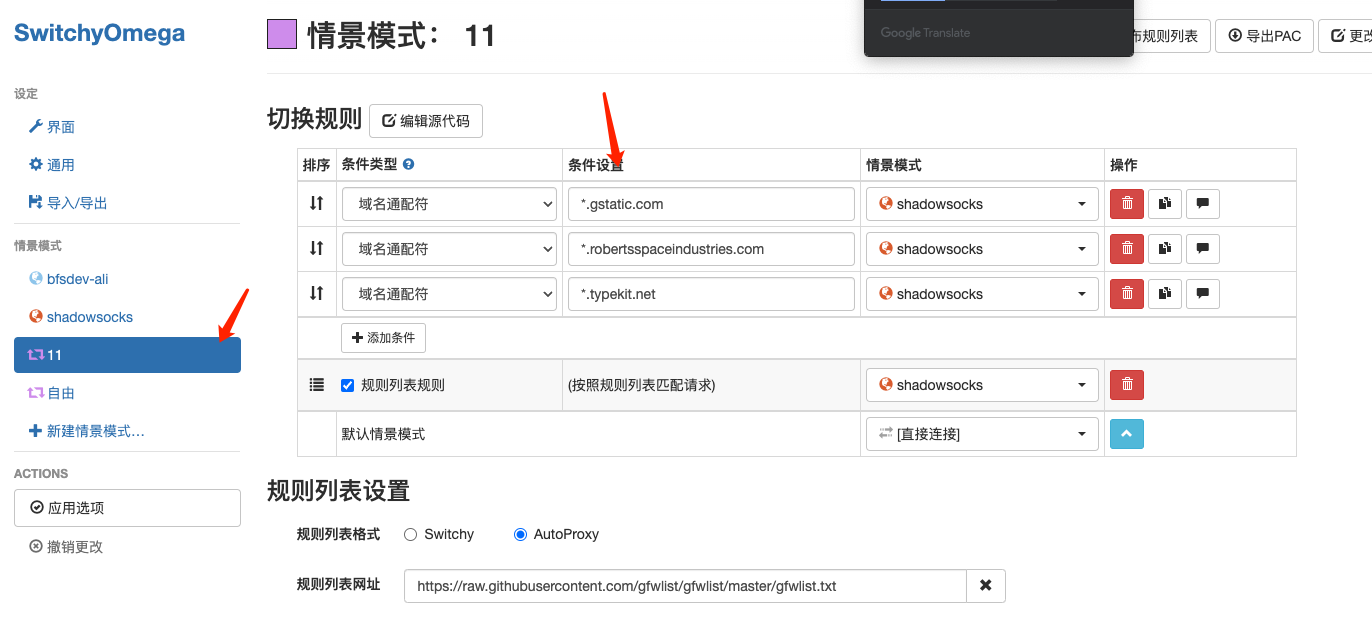 SwitchyOmega
设定
界面
通用
导入/导出
情景模式
bfsdev-ali
shadowsocks
11
自由
新建情景模式…
ACTIONS
应用选项
撤销更改
情景模式： 11
Google Translate
布规则列表
导出PAC
更改
切换规则
编辑源代码
排序 条件类型 条件设置 情景模式 操作
域名通配符 *.gstatic.com shadowsocks
域名通配符 *.robertsspaceindustries.com shadowsocks
域名通配符 *.typekit.net shadowsocks
添加条件
规则列表规则 (按照规则列表匹配请求) shadowsocks
默认情景模式 [直接连接]
规则列表设置
规则列表格式 Switchy AutoProxy
规则列表网址 https://raw.githubusercontent.com/gfwlist/gfwlist/master/gfwlist.txt